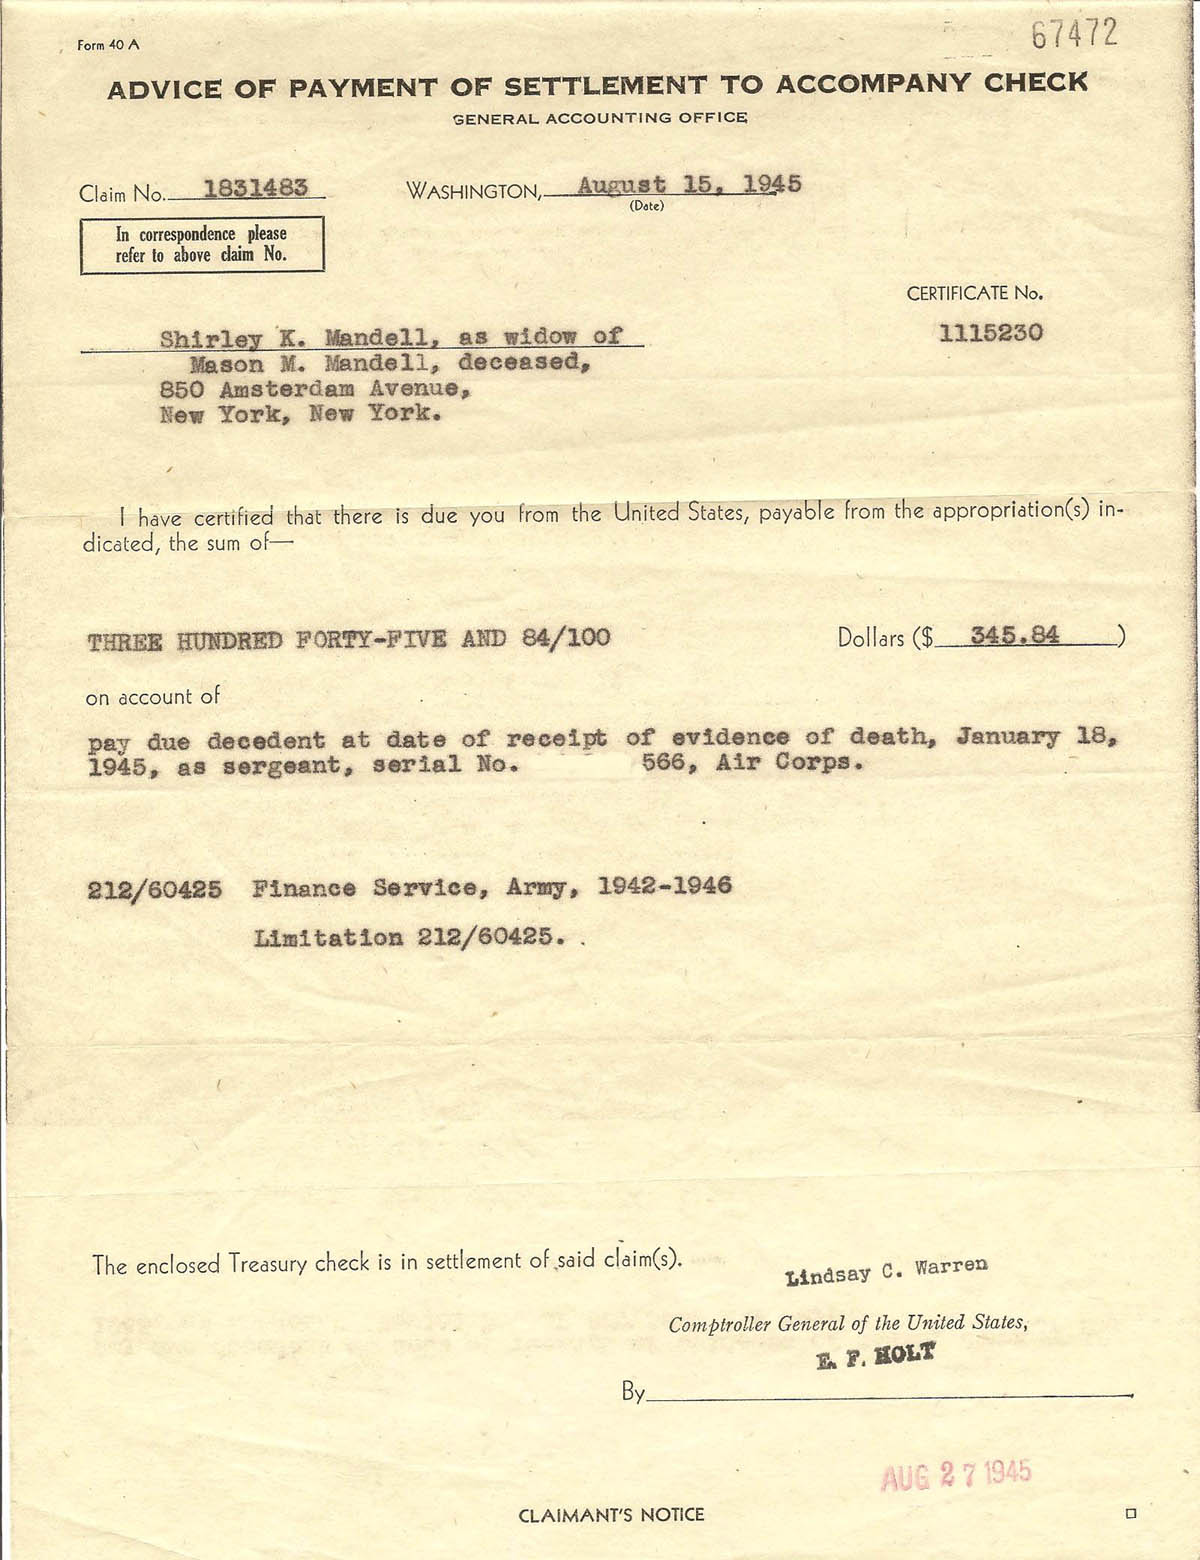 Form 40 A
67472
ADVICE OF PAYMENT OF SETTLEMENT TO ACCOMPANY CHECK
GENERAL ACCOUNTING OFFICE
Claim No. 1831483 WASHINGTON, August 15, 1945
(Date)
In correspondence please
refer to above claim No.
CERTIFICATE No.
1115230
Shirley K. Mandell, as widow of
Mason M. Mandell, deceased,
850 Amsterdam Avenue,
New York, New York.
I have certified that there is due you from the United States, payable from the appropriation(s) in-
dicated, the sum of—
THREE HUNDRED FORTY-FIVE AND 84/100 Dollars ($ 345.84 )
on account of
pay due decedent at date of receipt of evidence of death, January 18,
1945, as sergeant, serial No. 566, Air Corps.
212/60425 Finance Service, Army, 1942-1946
Limitation 212/60425.
The enclosed Treasury check is in settlement of said claim(s).
Lindsay C. Warren
Comptroller General of the United States,
E. F. HOLT
By
AUG 27 1945
CLAIMANT'S NOTICE